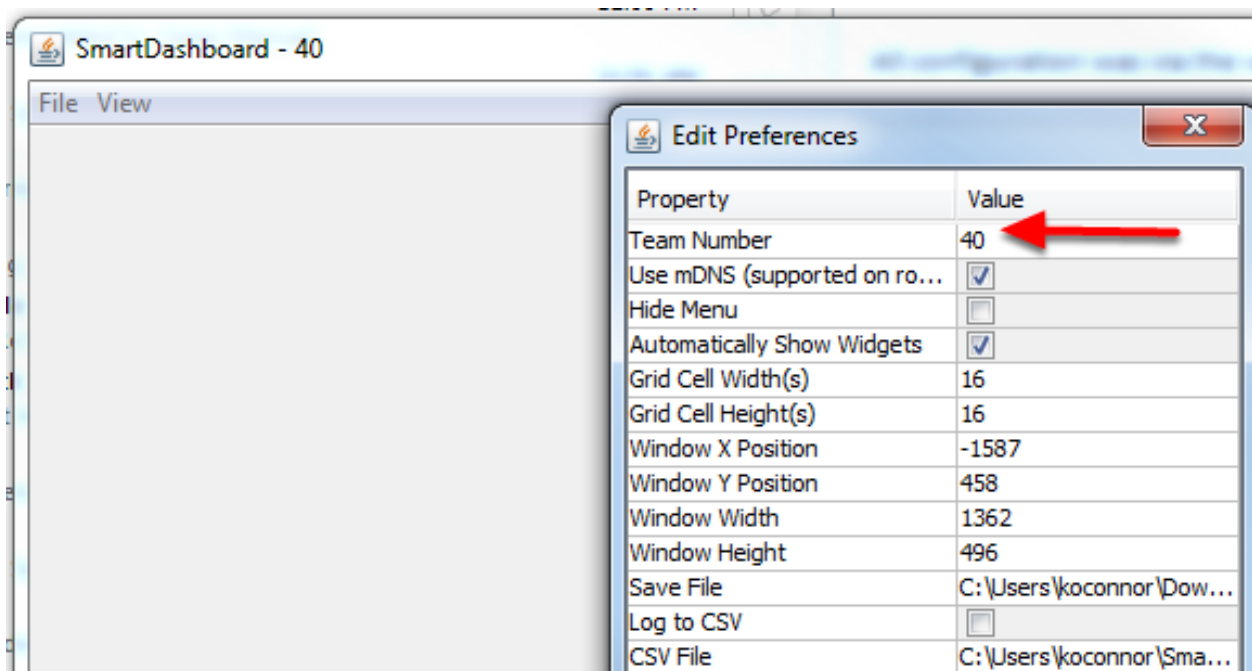 SmartDashboard - 40
File View
Edit Preferences
Property Value
Team Number 40
Use mDNS (supported on ro...
Hide Menu
Automatically Show Widgets
Grid Cell Width(s) 16
Grid Cell Height(s) 16
Window X Position -1587
Window Y Position 458
Window Width 1362
Window Height 496
Save File C:\Users\koconnor\Dow...
Log to CSV
CSV File C:\Users\koconnor\Sma...